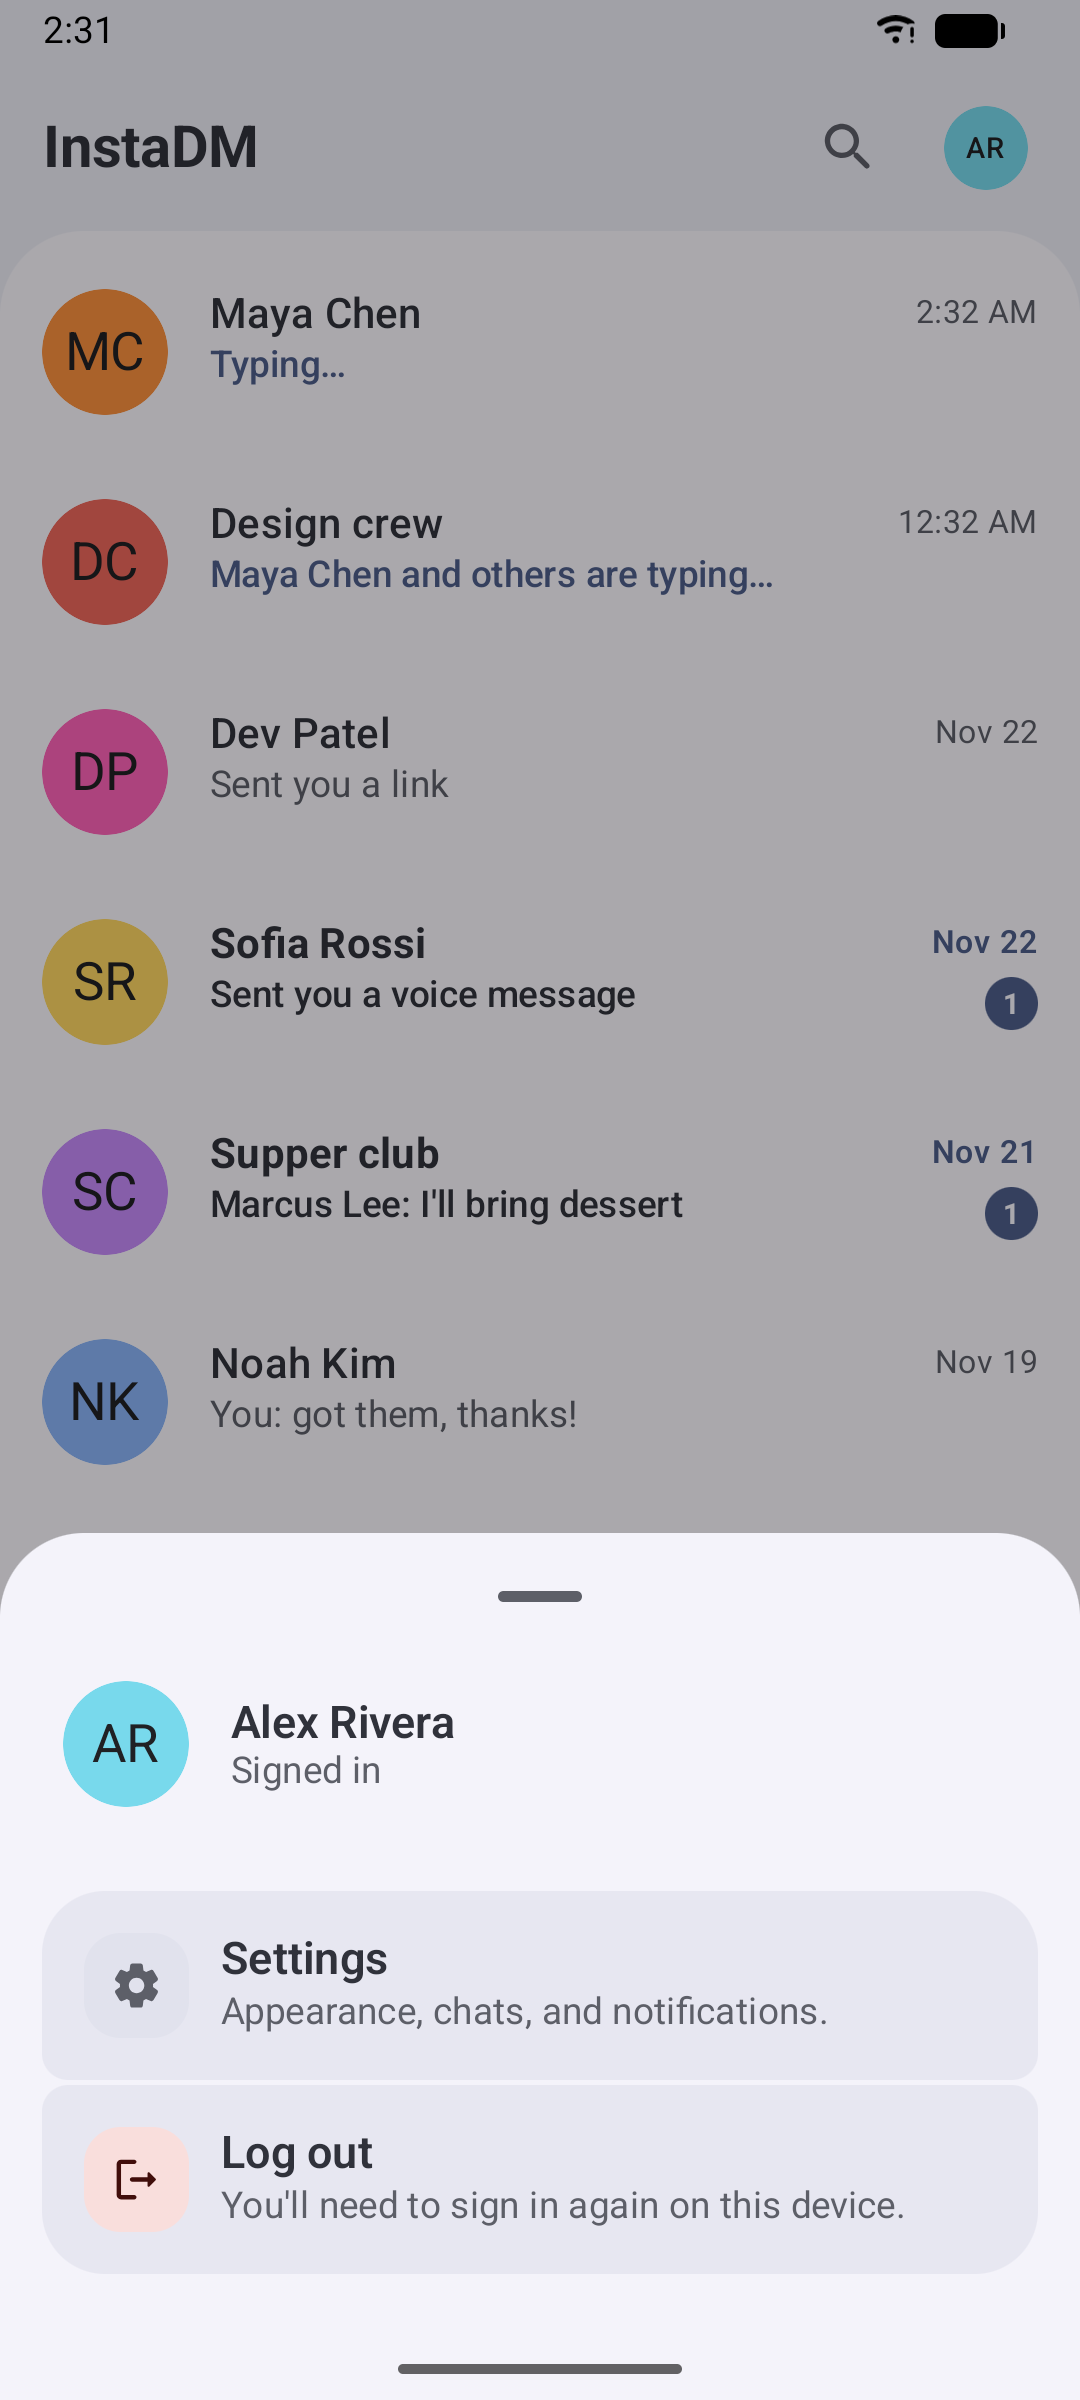 2:31
InstaDM
AR
MC
Maya Chen
2:32 AM
Typing…
DC
Design crew
12:32 AM
Maya Chen and others are typing…
DP
Dev Patel
Nov 22
Sent you a link
SR
Sofia Rossi
Nov 22
Sent you a voice message
1
SC
Supper club
Nov 21
Marcus Lee: I'll bring dessert
1
NK
Noah Kim
Nov 19
You: got them, thanks!
AR
Alex Rivera
Signed in
Settings
Appearance, chats, and notifications.
Log out
You'll need to sign in again on this device.